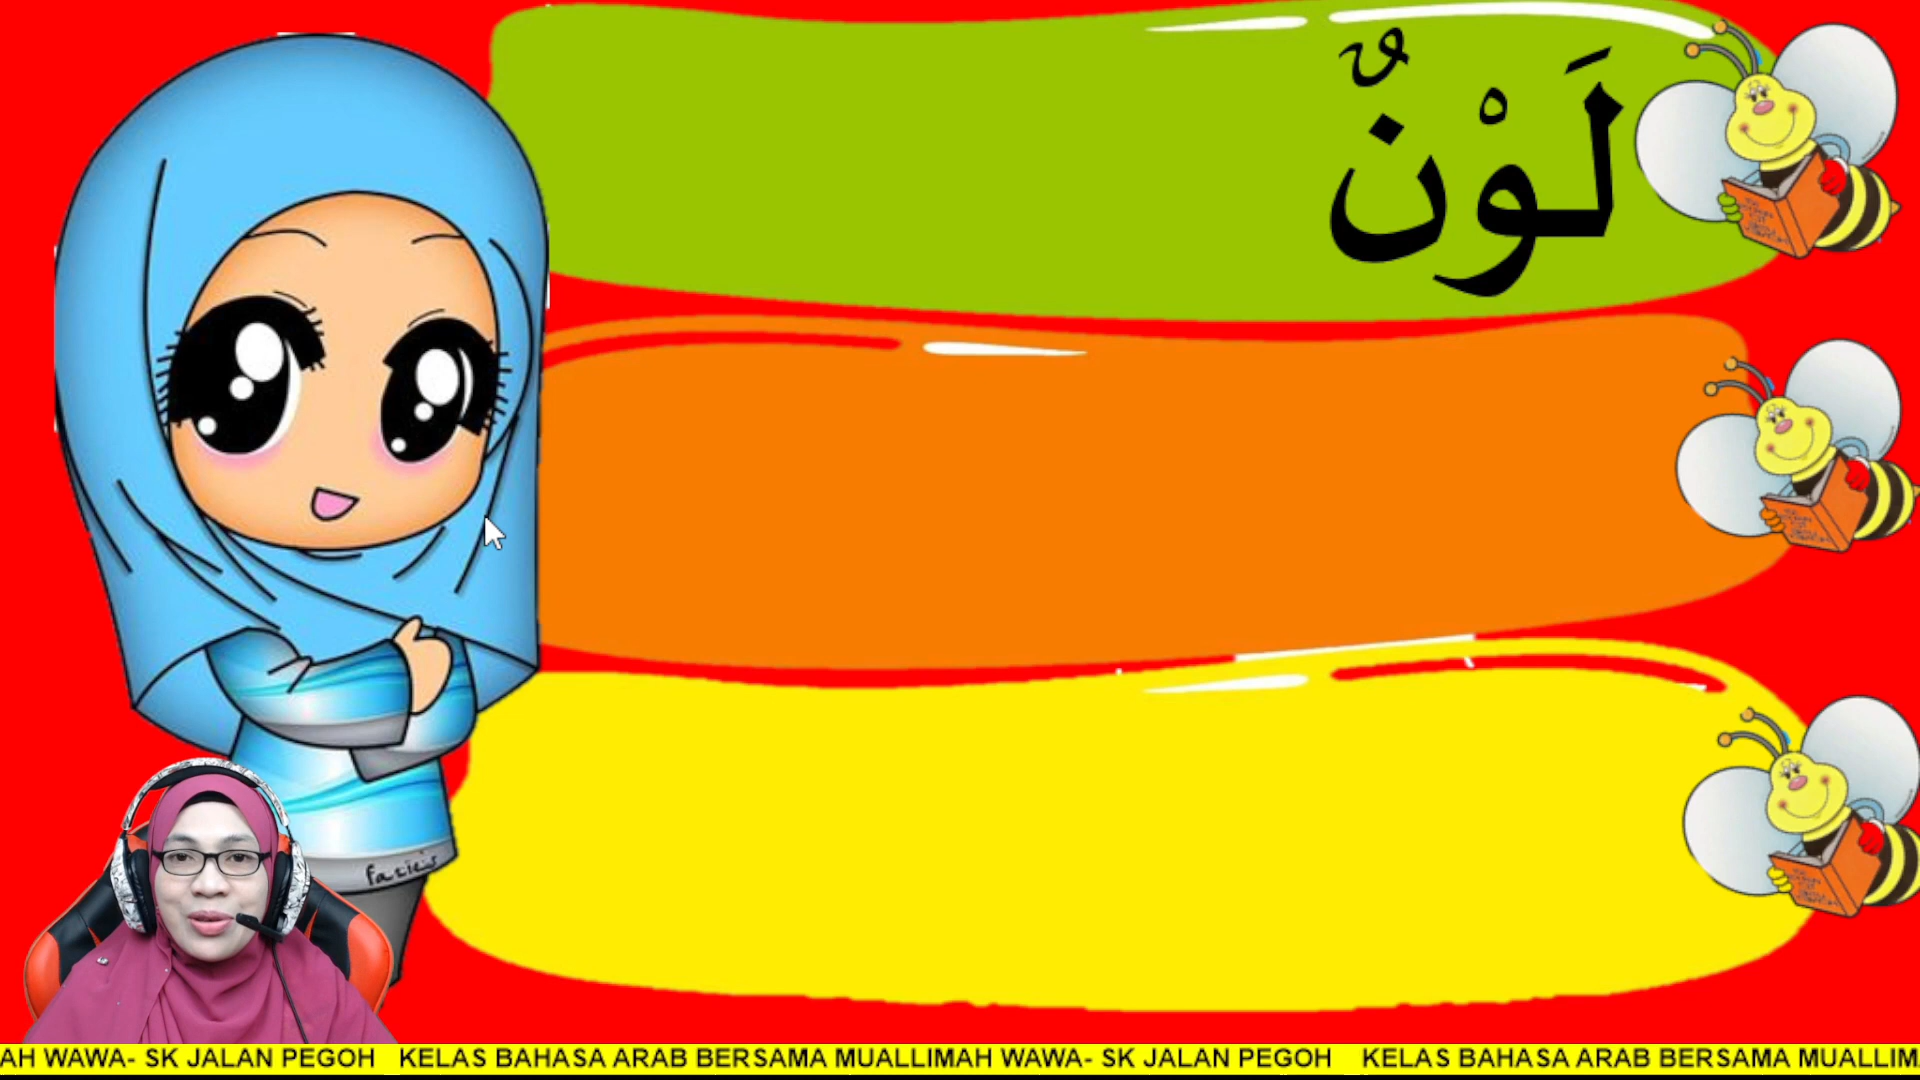 لَوْنٌ
fazie's
AH WAWA- SK JALAN PEGOH KELAS BAHASA ARAB BERSAMA MUALLIMAH WAWA- SK JALAN PEGOH KELAS BAHASA ARAB BERSAMA MUALLIM